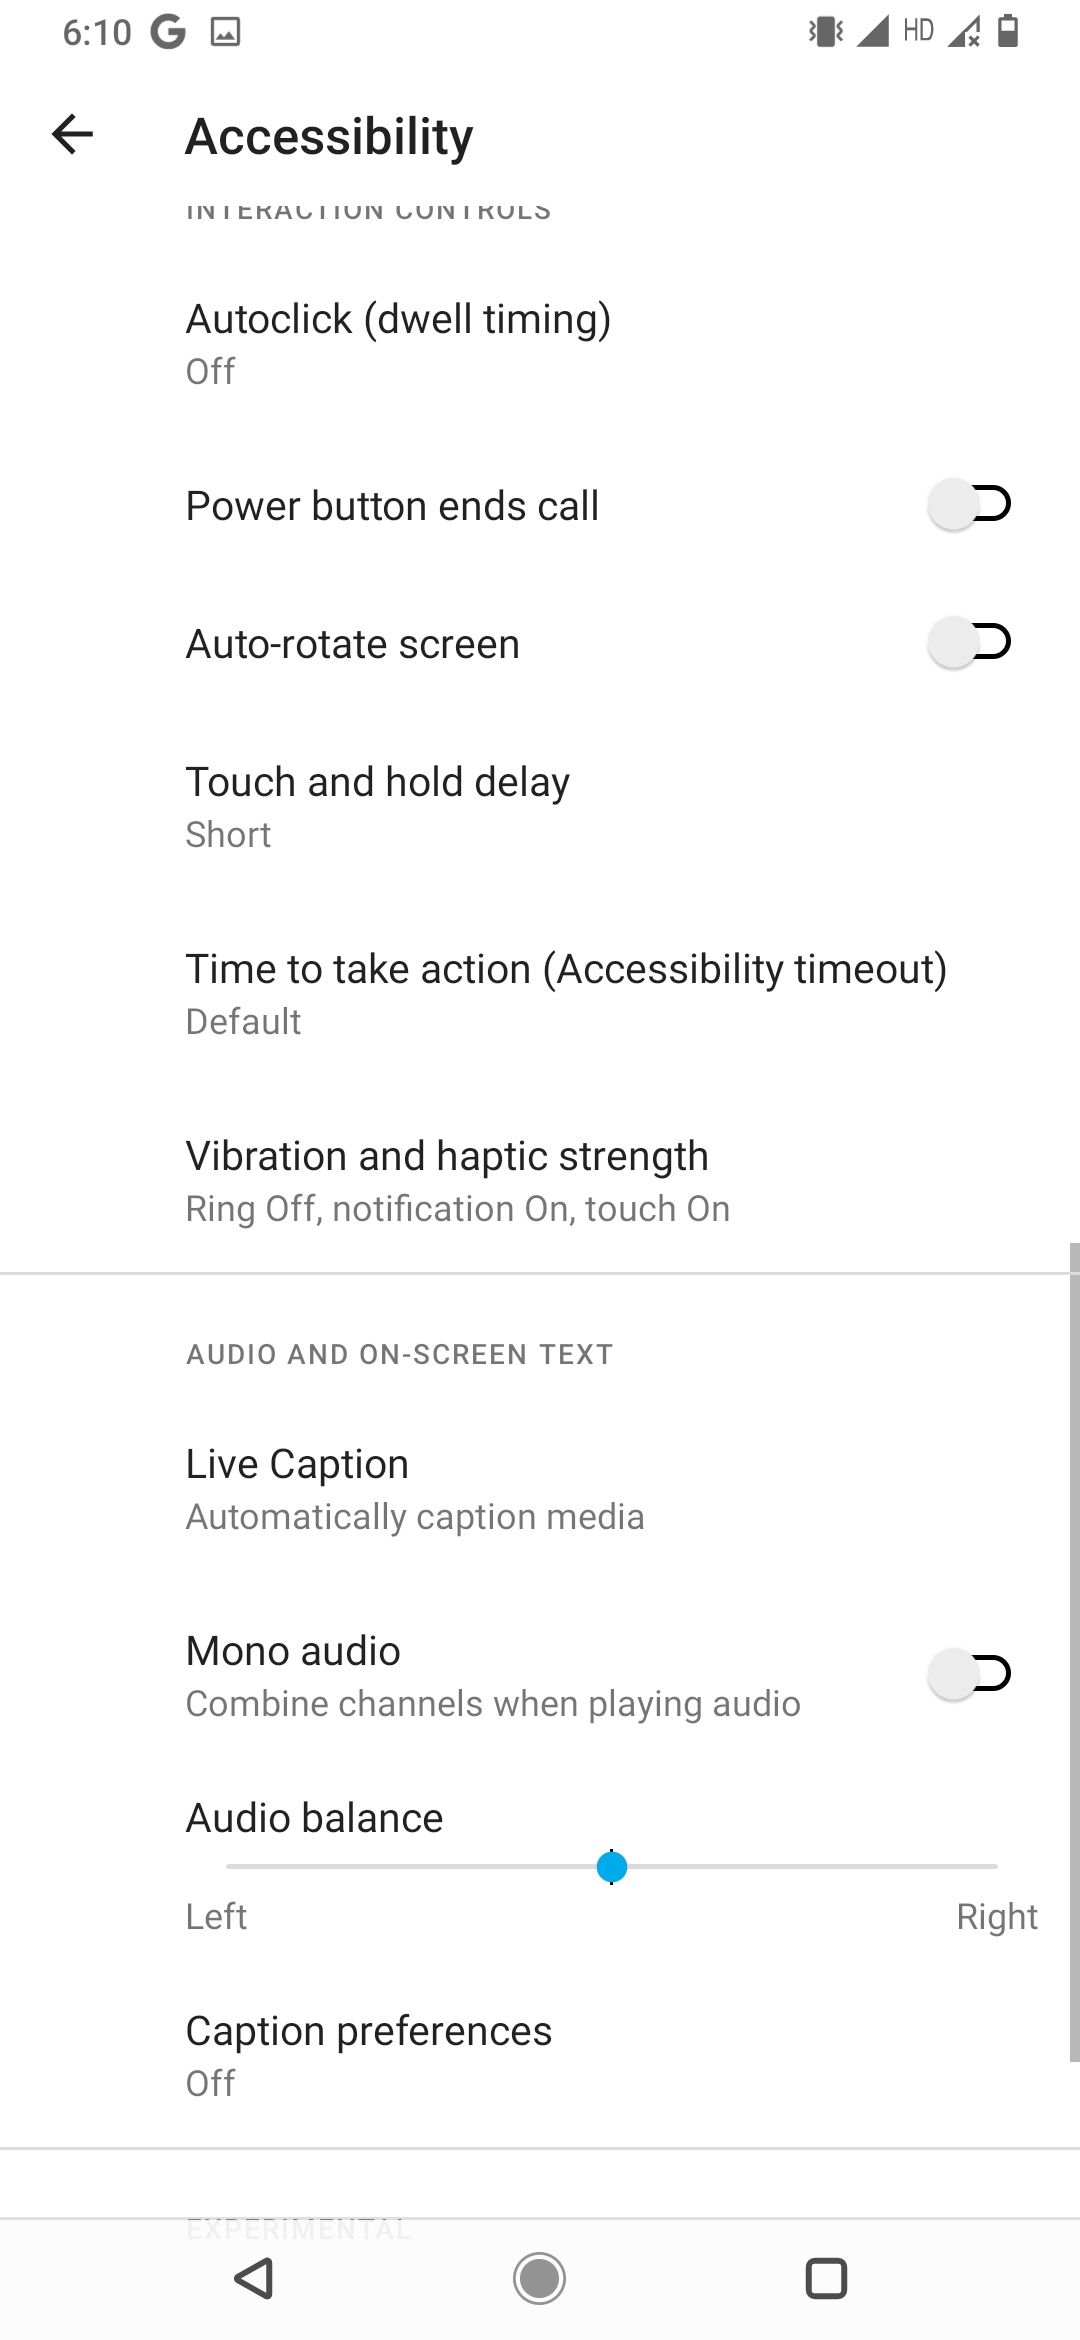 6:10 G HD
Accessibility
INTERACTION CONTROLS
Autoclick (dwell timing)
Off
Power button ends call
Auto-rotate screen
Touch and hold delay
Short
Time to take action (Accessibility timeout)
Default
Vibration and haptic strength
Ring Off, notification On, touch On
AUDIO AND ON-SCREEN TEXT
Live Caption
Automatically caption media
Mono audio
Combine channels when playing audio
Audio balance
Left Right
Caption preferences
Off
EXPERIMENTAL